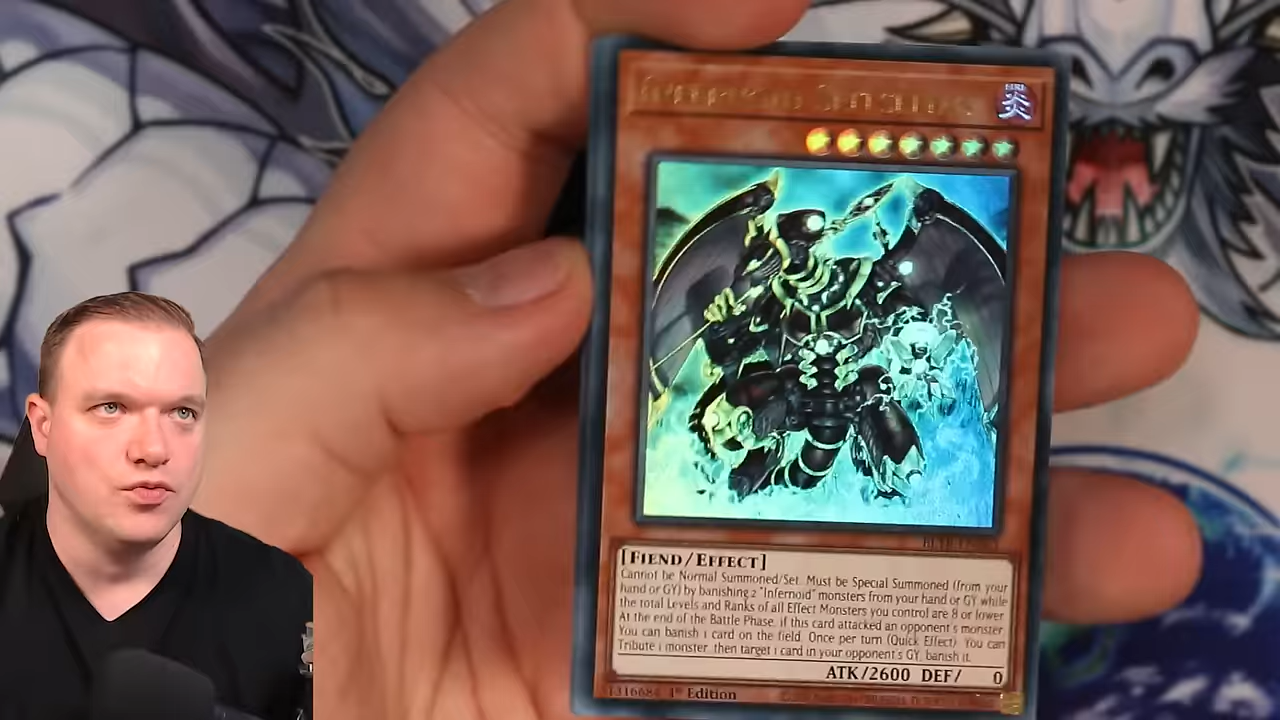 炎
[FIEND/EFFECT]
Cannot be Normal Summoned/Set. Must be Special Summoned (from your
hand or GY) by banishing 2 "Infernoid" monsters from your hand or GY while
the total Levels and Ranks of all Effect Monsters you control are 8 or lower.
At the end of the Battle Phase, if this card attacked an opponent's monster:
You can banish 1 card on the field. Once per turn (Quick Effect): You can
Tribute 1 monster, then target 1 card in your opponent's GY; banish it.
ATK/2600 DEF/ 0
1st Edition